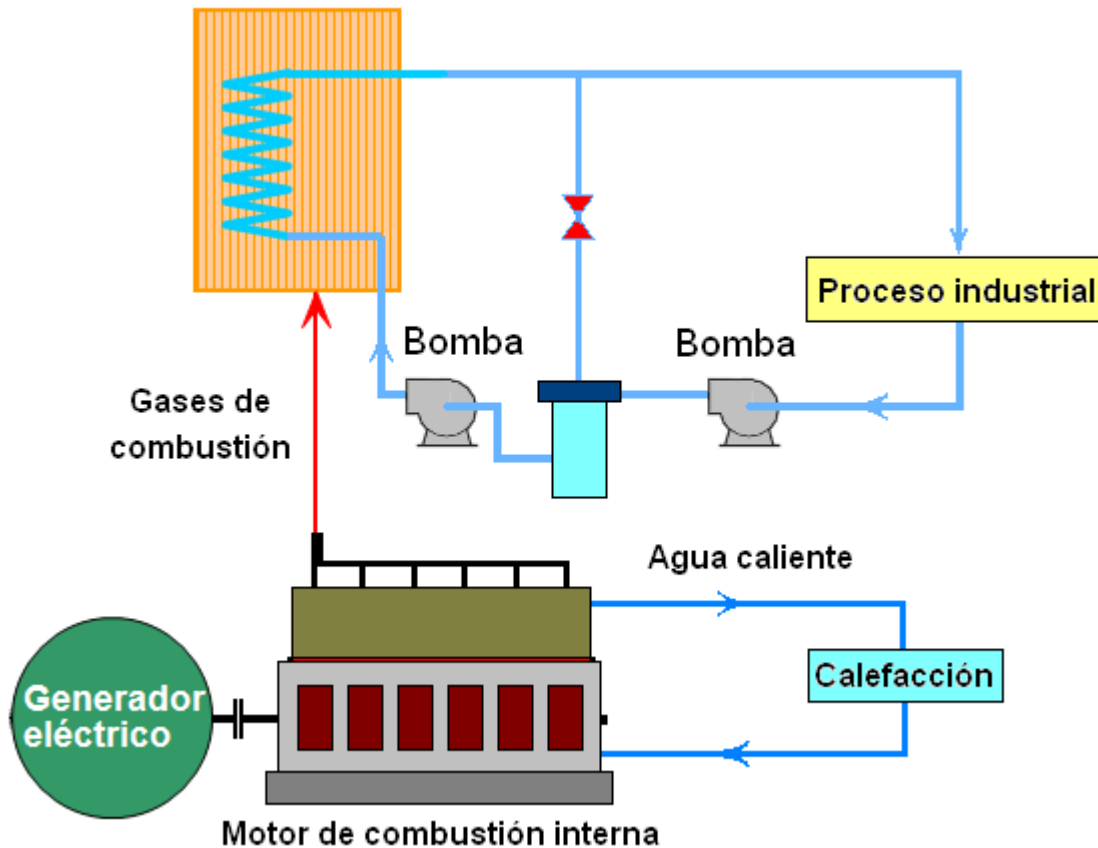 Proceso industrial
Bomba
Bomba
Gases de
combustión
Agua caliente
Calefacción
Generador
eléctrico
Motor de combustión interna